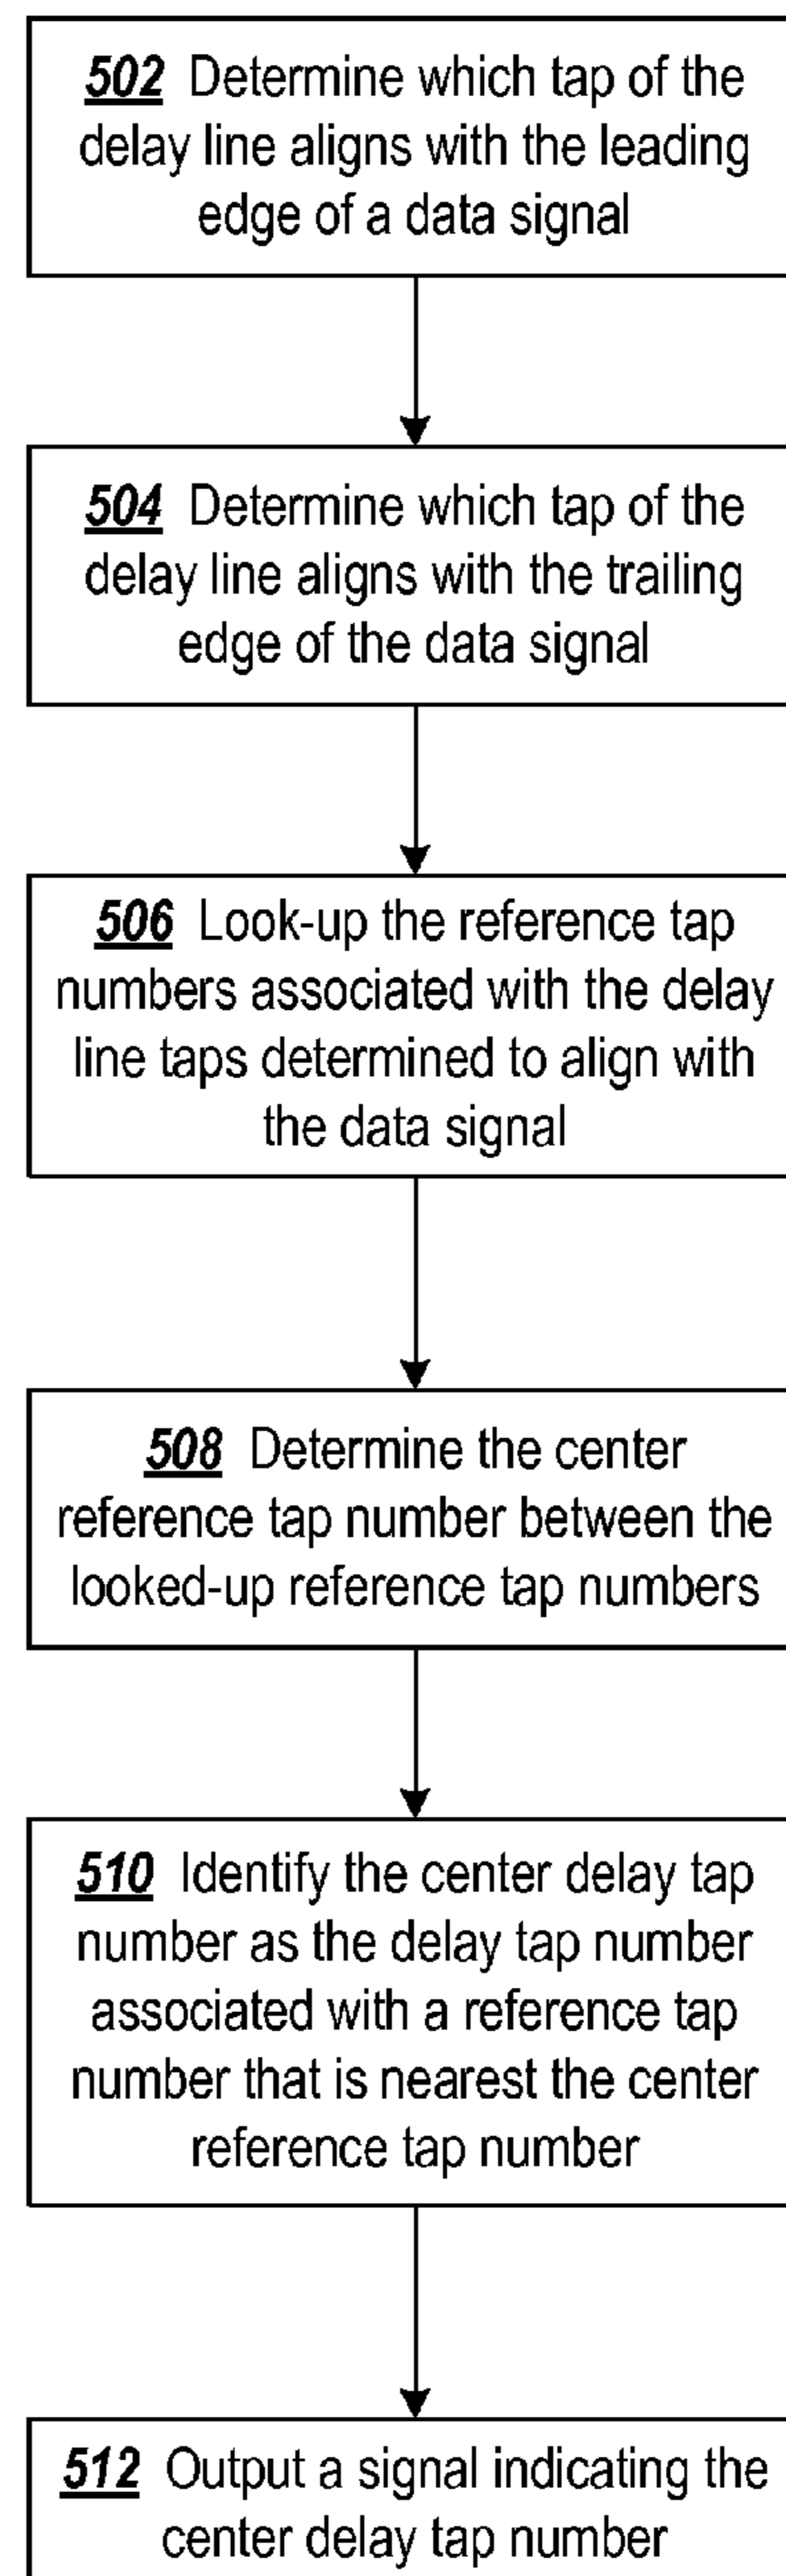 502 Determine which tap of the
delay line aligns with the leading
edge of a data signal
504 Determine which tap of the
delay line aligns with the trailing
edge of the data signal
506 Look-up the reference tap
numbers associated with the delay
line taps determined to align with
the data signal
508 Determine the center
reference tap number between the
looked-up reference tap numbers
510 Identify the center delay tap
number as the delay tap number
associated with a reference tap
number that is nearest the center
reference tap number
512 Output a signal indicating the
center delay tap number